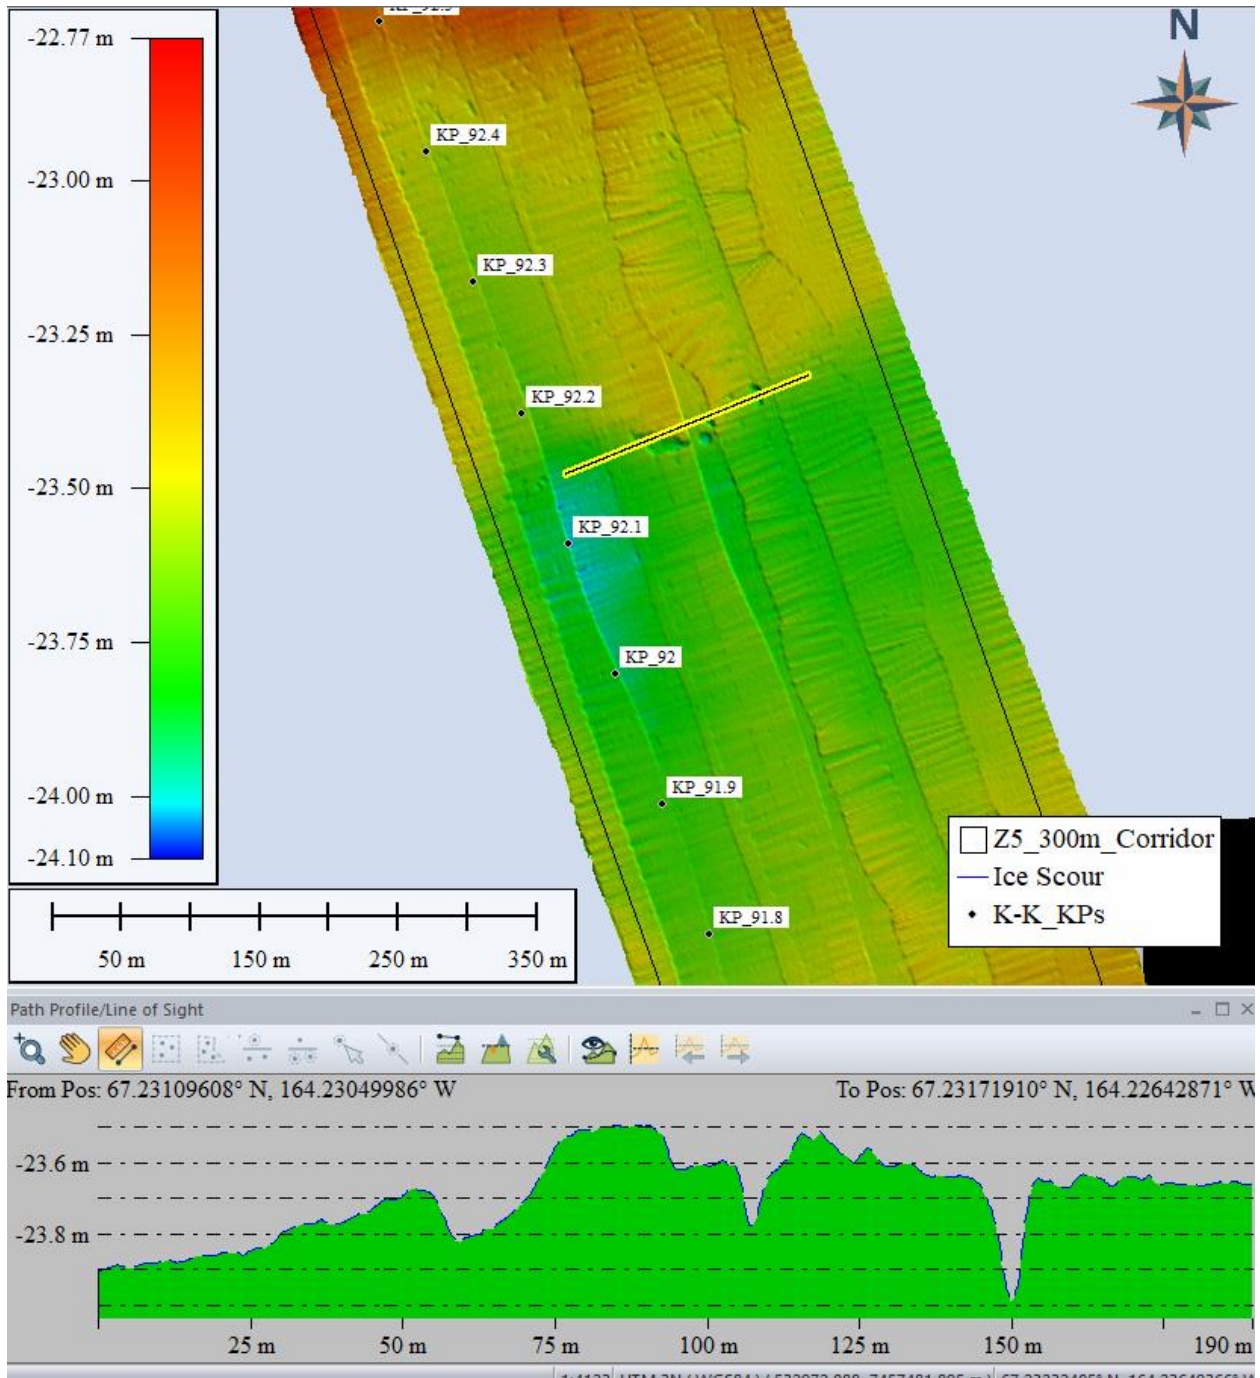 -22.77 m
-23.00 m
-23.25 m
-23.50 m
-23.75 m
-24.00 m
-24.10 m
N
KP_92.4
KP_92.3
KP_92.2
KP_92.1
KP_92
KP_91.9
KP_91.8
50 m 150 m 250 m 350 m
Z5_300m_Corridor
Ice Scour
K-K_KPs
Path Profile/Line of Sight
From Pos: 67.23109608° N, 164.23049986° W To Pos: 67.23171910° N, 164.22642871° W
-23.6 m
-23.8 m
25 m 50 m 75 m 100 m 125 m 150 m 190 m